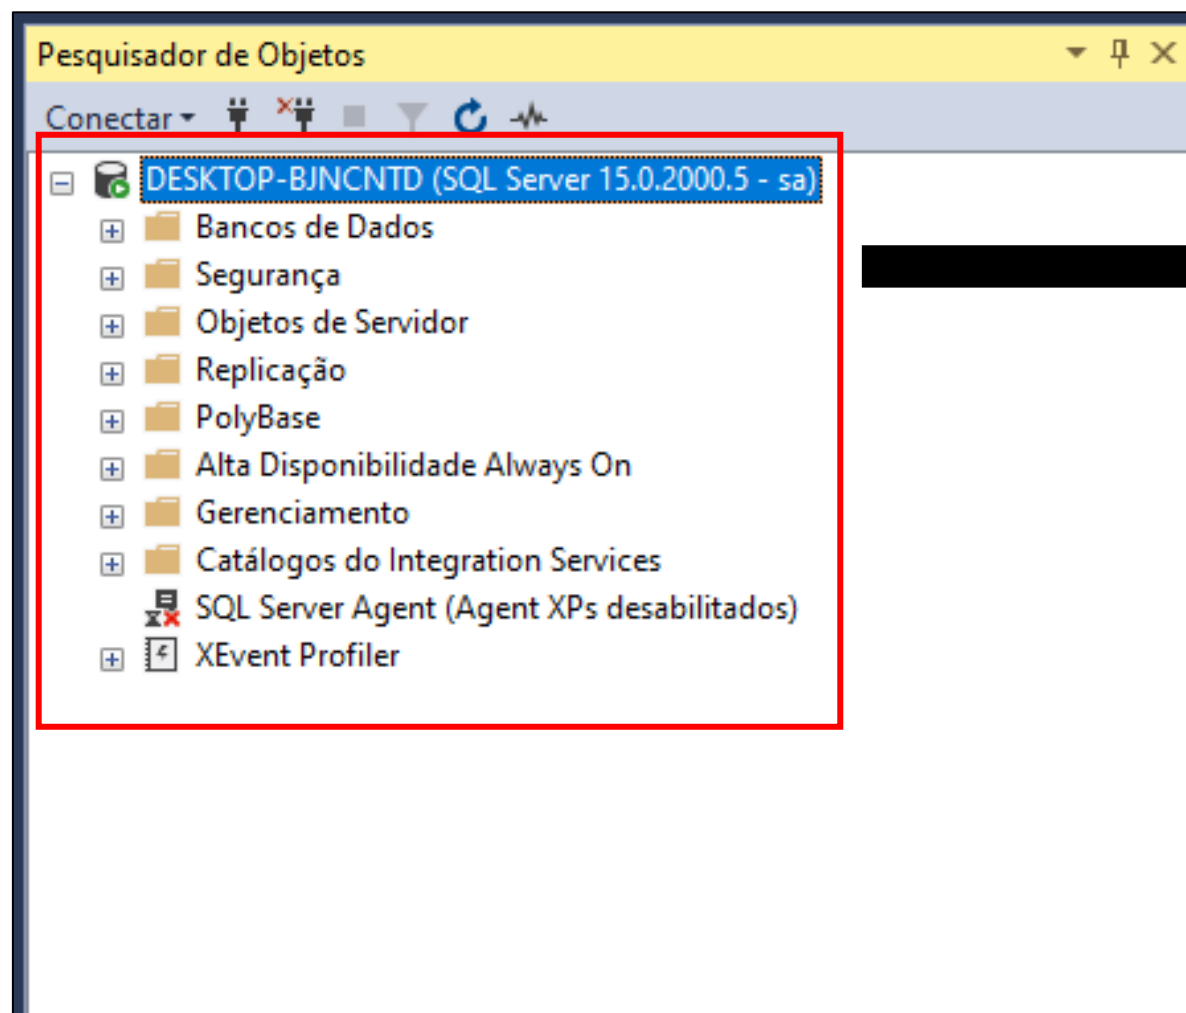 Pesquisador de Objetos
Conectar
DESKTOP-BJNCNTD (SQL Server 15.0.2000.5 - sa)
Bancos de Dados
Segurança
Objetos de Servidor
Replicação
PolyBase
Alta Disponibilidade Always On
Gerenciamento
Catálogos do Integration Services
SQL Server Agent (Agent XPs desabilitados)
XEvent Profiler